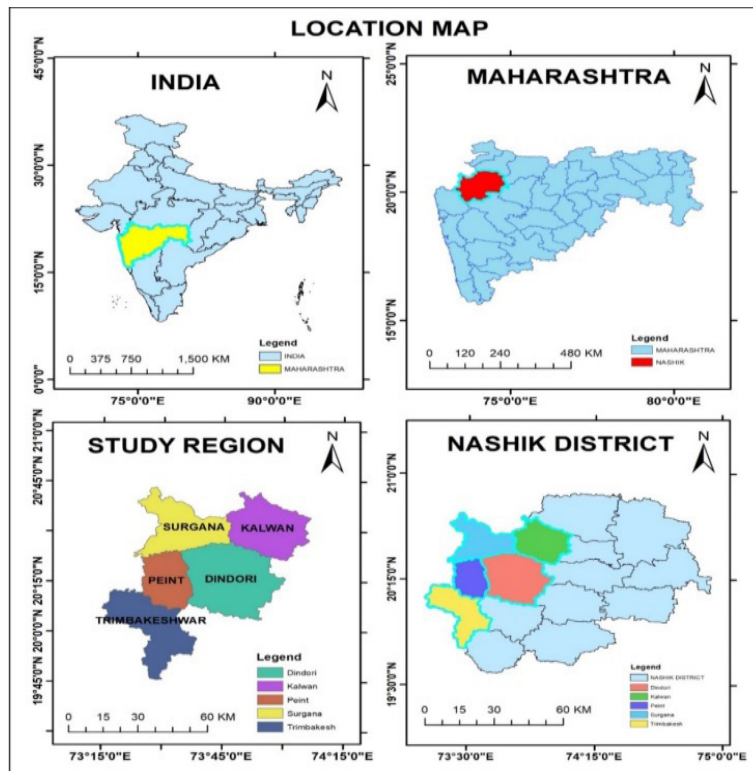 LOCATION MAP
INDIA
N
45°0'0"N
30°0'0"N
15°0'0"N
0°0'0"
Legend
INDIA
MAHARASHTRA
0 375 750 1,500 KM
75°0'0"E 90°0'0"E
MAHARASHTRA
N
25°0'0"N
20°0'0"N
15°0'0"N
Legend
MAHARASHTRA
NASHIK
0 120 240 480 KM
75°0'0"E 80°0'0"E
STUDY REGION
N
21°0'0"N
20°45'0"N
20°15'0"N
20°0'0"N
19°45'0"N
SURGANA
KALWAN
PEINT
DINDORI
TRIMBAKESHWAR
Legend
Dindori
Kalwan
Peint
Surgana
Trimbakesh
0 30 60 KM
73°15'0"E 73°45'0"E 74°15'0"E
NASHIK DISTRICT
N
21°0'0"N
20°15'0"N
19°30'0"N
Legend
NASHIK DISTRICT
Dindori
Kalwan
Peint
Surgana
Trimbakesh
0 30 60 KM
73°30'0"E 74°15'0"E 75°0'0"E